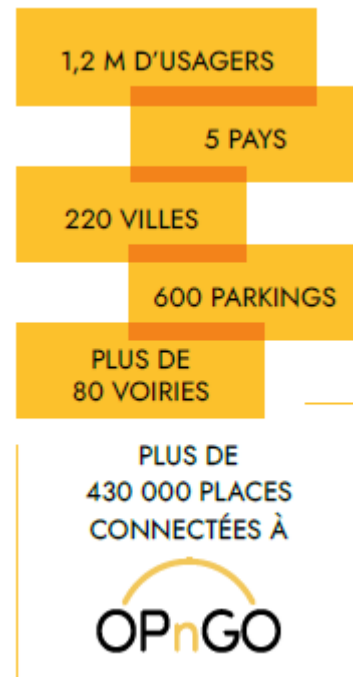 1,2 M D'USAGERS
5 PAYS
220 VILLES
600 PARKINGS
PLUS DE
80 VOIRIES
PLUS DE
430 000 PLACES
CONNECTÉES À
OPnGO